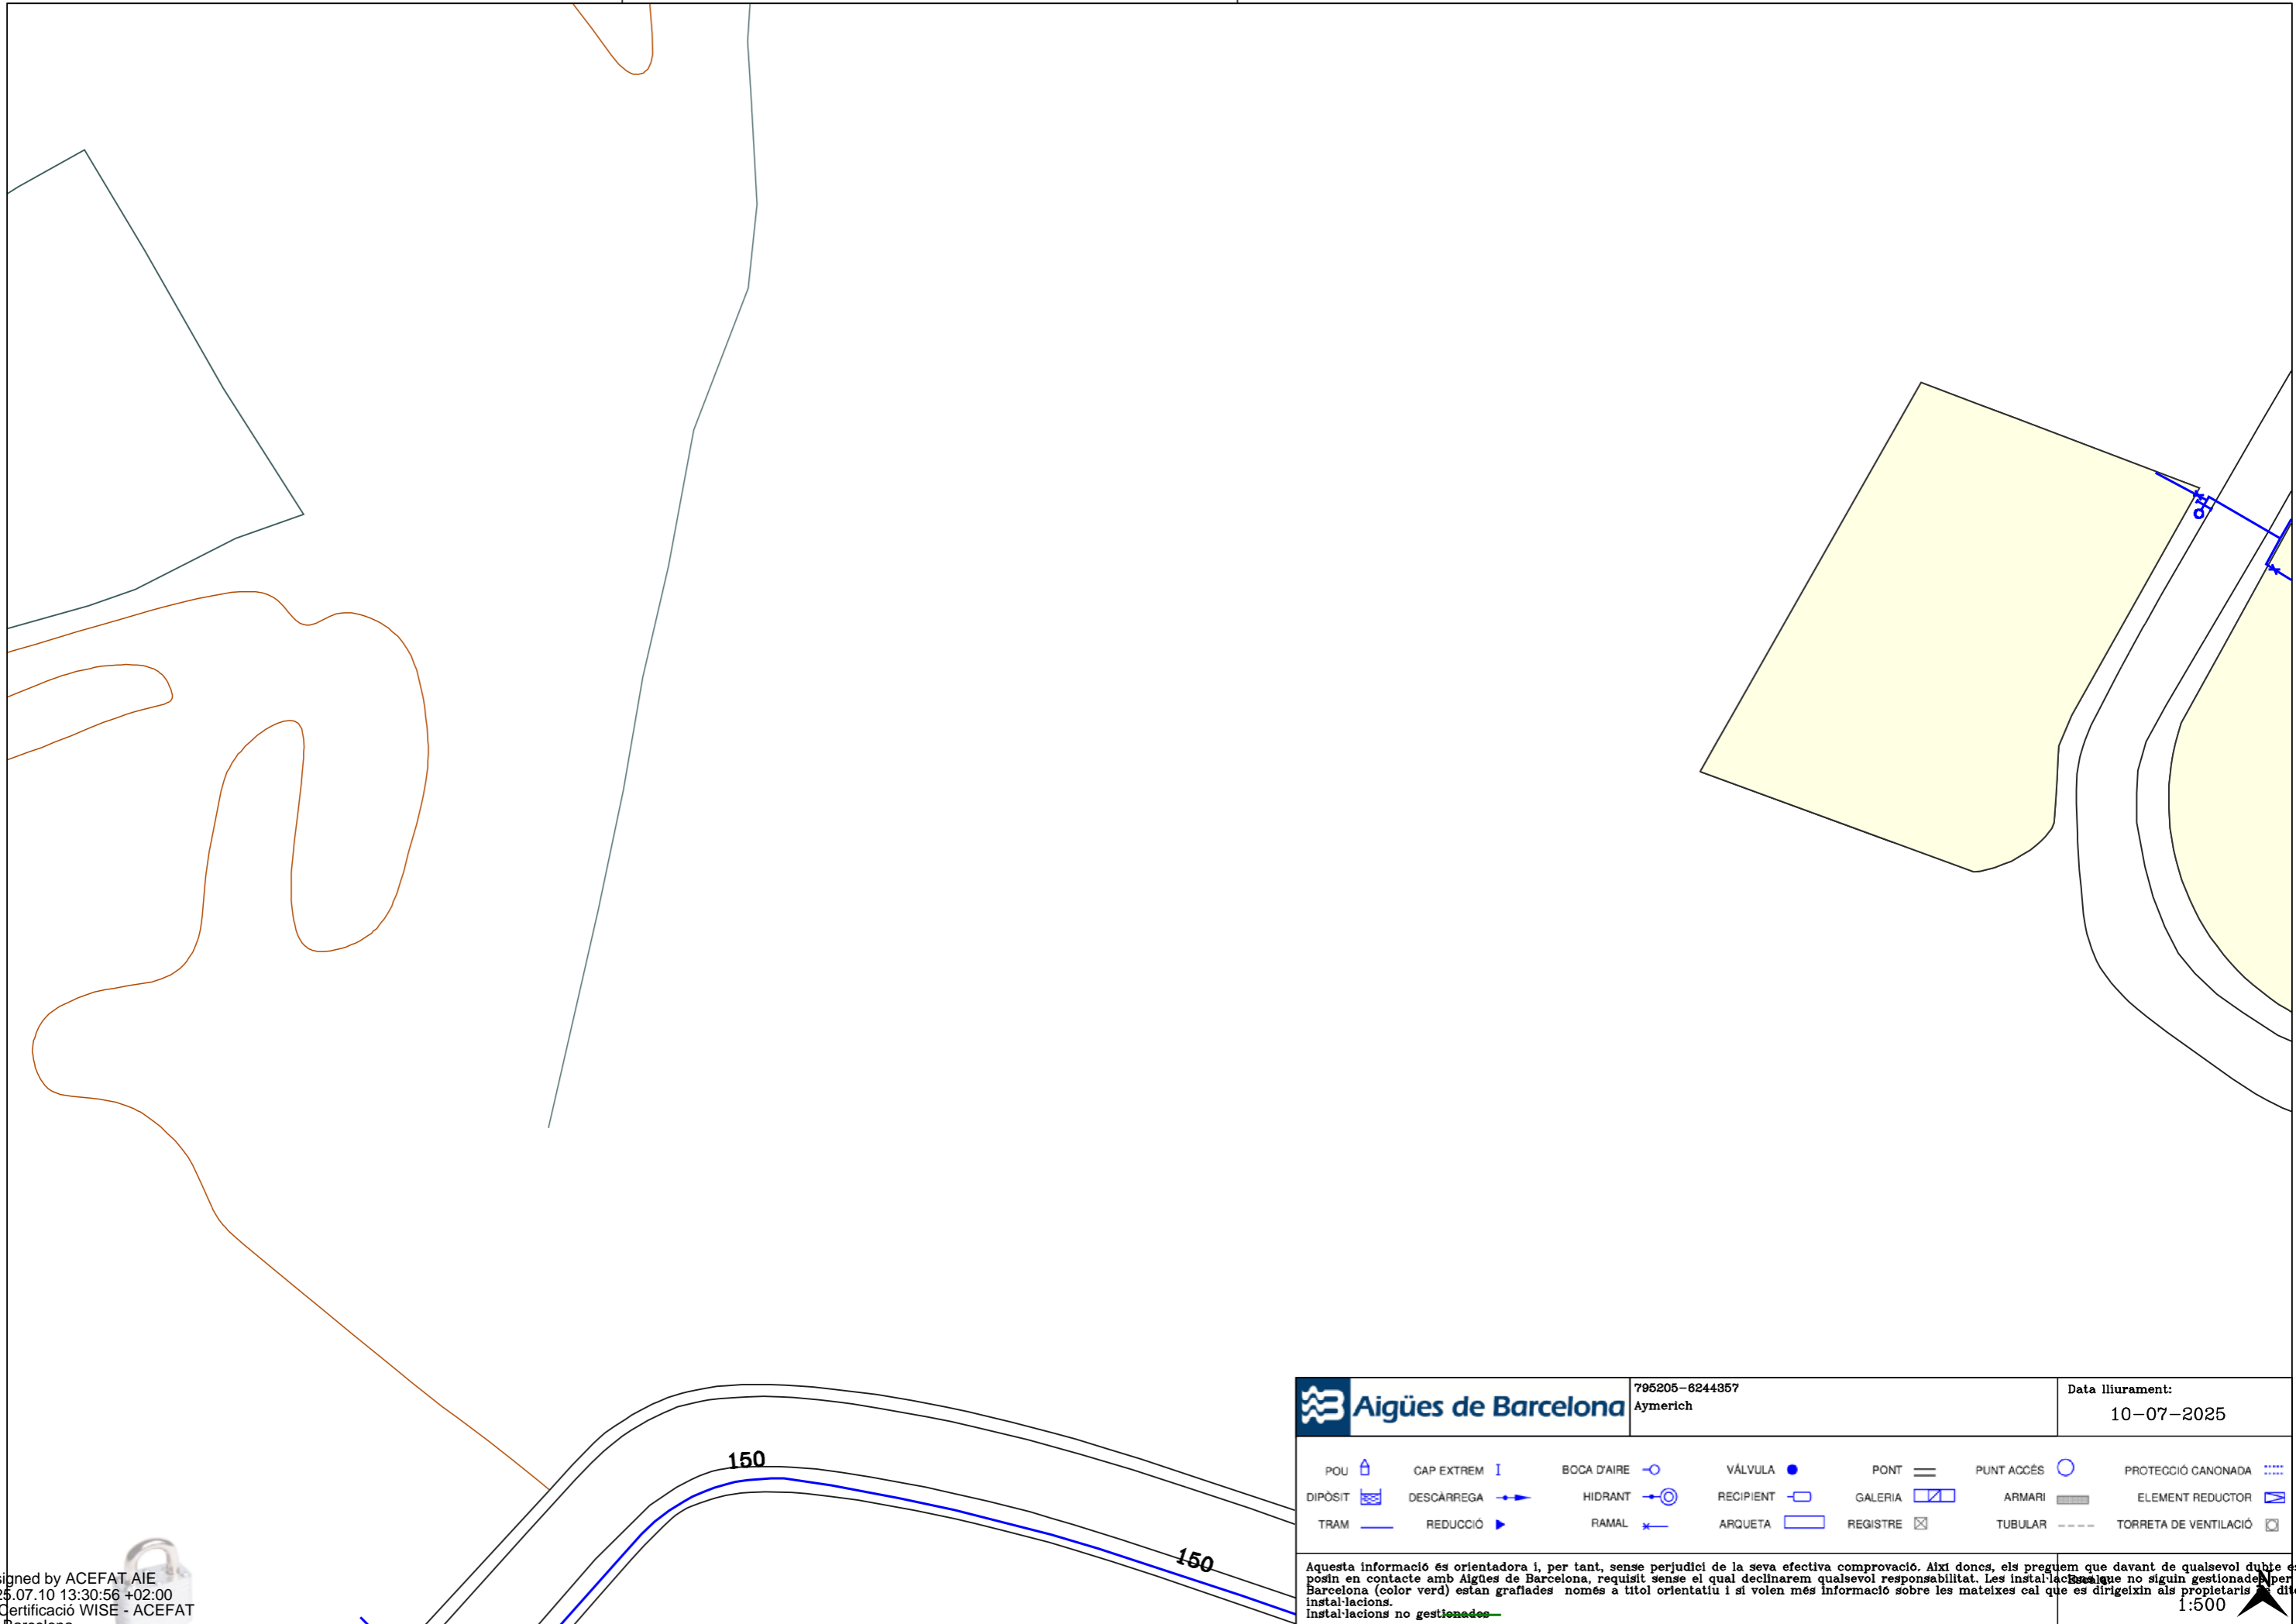 150
150
Aigües de Barcelona
795205-6244357
Aymerich
Data lliurament:
10-07-2025
POU CAP EXTREM BOCA D'AIRE VÁLVULA PONT PUNT ACCÉS PROTECCIÓ CANONADA
DIPÒSIT DESCÀRREGA HIDRANT RECIPIENT GALERIA ARMARI ELEMENT REDUCTOR
TRAM REDUCCIÓ RAMAL ARQUETA REGISTRE TUBULAR TORRETA DE VENTILACIÓ
Aquesta informació és orientadora i, per tant, sense perjudici de la seva efectiva comprovació. Així doncs, els preguem que davant de qualsevol dubte es
posin en contacte amb Aigües de Barcelona, requisit sense el qual declinarem qualsevol responsabilitat. Les instal·lacions que no siguin gestionades per
Barcelona (color verd) estan grafiades només a títol orientatiu i si volen més informació sobre les mateixes cal que es dirigeixin als propietaris
instal·lacions.
Instal·lacions no gestionades
Escala:
1:500
N
igned by ACEFAT AIE
25.07.10 13:30:56 +02:00
Certificació WISE - ACEFAT
Barcelona